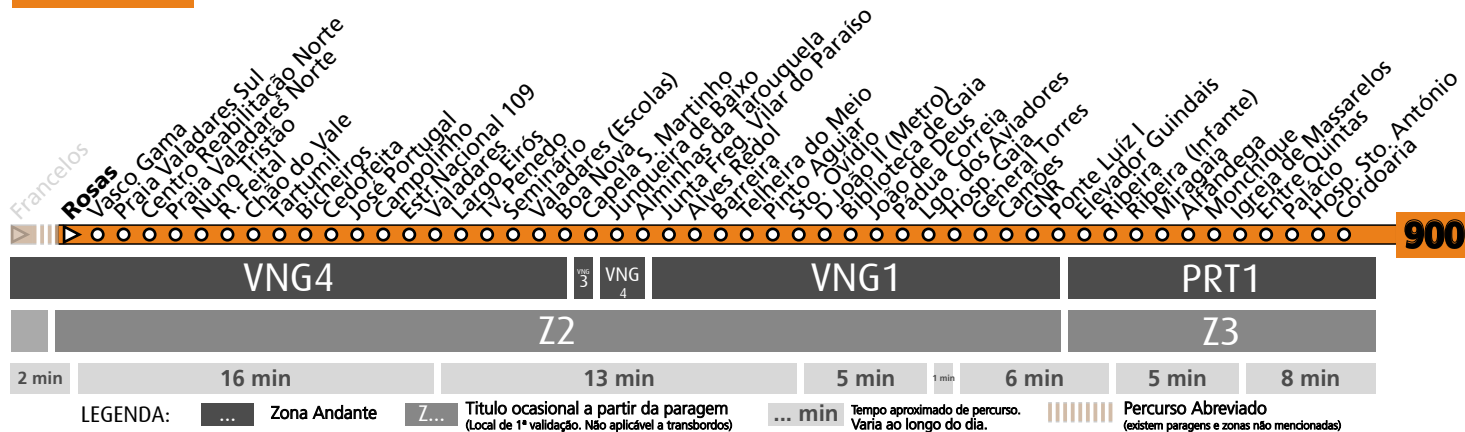 Francelos
Rosas
Vasco Gama
Praia Valadares Sul
Centro Reabilitação Norte
Praia Valadares Norte
Nuno Tristão
R. Feital
Chão do Vale
Tartumil
Bicheiros
Cedofeita
José Portugal
Campolinho
Estr. Nacional 109
Valadares
Largo Eirós
Tv. Penedo
Seminário
Valadares (Escolas)
Boa Nova
Capela S. Martinho
Junqueira de Baixo
Alminhas da Tarouquela
Junta Freg. Vilar do Paraíso
Alves Redol
Barreira
Telheira do Meio
Pinto Aguiar
Sto. Ovídio
D. João II (Metro)
Biblioteca de Gaia
João de Deus
Pádua Correia
Lgo. dos Aviadores
Hosp. Gaia
General Torres
Camões
GNR
Ponte Luíz I
Elevador Guindais
Ribeira
Ribeira (Infante)
Miragaia
Alfândega
Monchique
Igreja de Massarelos
Entre Quintas
Palácio
Hosp. Sto. António
Cordoaria
900
VNG4 VNG 3 VNG 4 VNG1 PRT1
Z2 Z3
2 min 16 min 13 min 5 min 1 min 6 min 5 min 8 min
LEGENDA: ... Zona Andante Z... Titulo ocasional a partir da paragem ... min Tempo aproximado de percurso. Percurso Abreviado
(Local de 1ª validação. Não aplicável a transbordos) Varia ao longo do dia. (existem paragens e zonas não mencionadas)